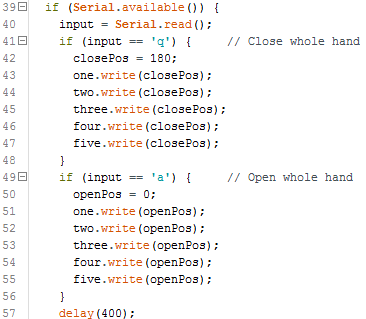 39 if (Serial.available()) {
40 input = Serial.read();
41 if (input == 'q') { // Close whole hand
42 closePos = 180;
43 one.write(closePos);
44 two.write(closePos);
45 three.write(closePos);
46 four.write(closePos);
47 five.write(closePos);
48 }
49 if (input == 'a') { // Open whole hand
50 openPos = 0;
51 one.write(openPos);
52 two.write(openPos);
53 three.write(openPos);
54 four.write(openPos);
55 five.write(openPos);
56 }
57 delay(400);